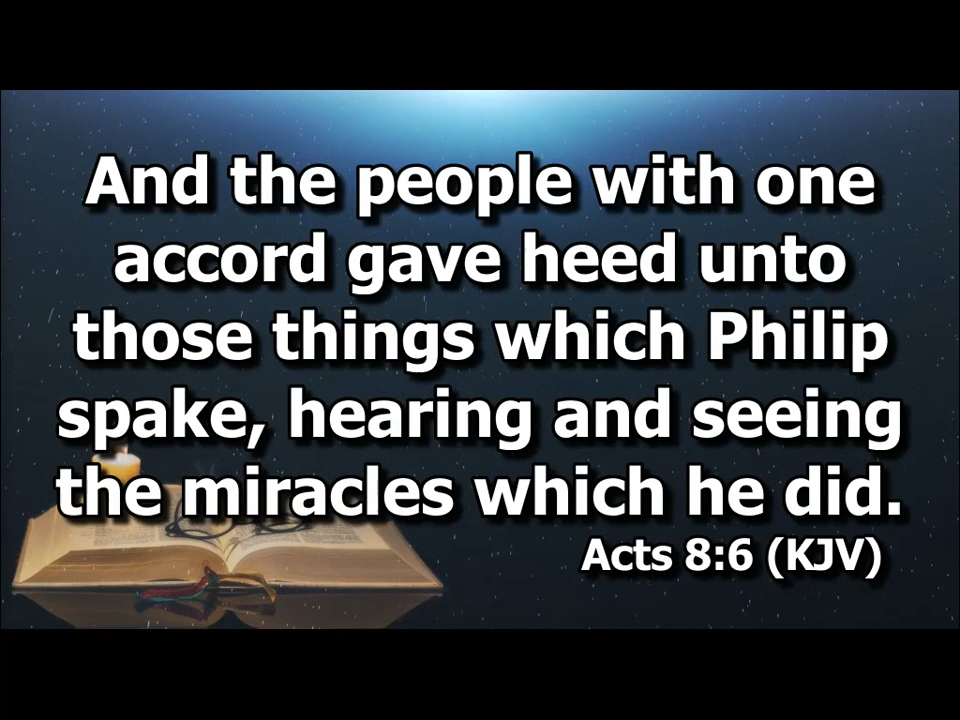 And the people with one
accord gave heed unto
those things which Philip
spake, hearing and seeing
the miracles which he did.
Acts 8:6 (KJV)